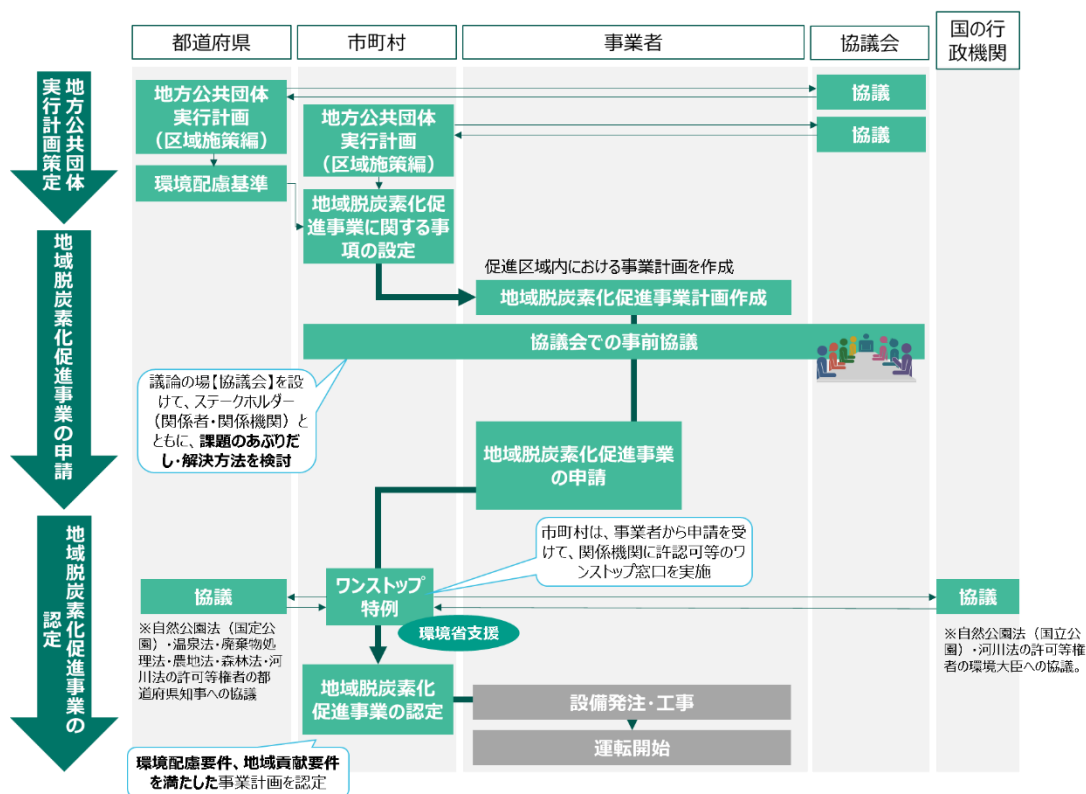 都道府県
市町村
事業者
協議会
国の行
政機関
地方公共団体
実行計画策定
地方公共団体
実行計画
（区域施策編）
協議
地方公共団体
実行計画
（区域施策編）
協議
環境配慮基準
地域脱炭素化促
進事業に関する事
項の設定
地域脱炭素化促進事業の申請
促進区域内における事業計画を作成
地域脱炭素化促進事業計画作成
協議会での事前協議
議論の場【協議会】を設
けて、ステークホルダー
（関係者・関係機関）と
ともに、課題のあぶりだ
し・解決方法を検討
地域脱炭素化促進事業
の申請
地域脱炭素化促進事業の
認定
市町村は、事業者から申請を受
けて、関係機関に許認可等のワ
ンストップ窓口を実施
協議
ワンストップ
特例
協議
環境省支援
※自然公園法（国定公
園）・温泉法・廃棄物処
理法・農地法・森林法・河
川法の許可等権者の都
道府県知事への協議
※自然公園法（国立公
園）・河川法の許可等権
者の環境大臣への協議。
地域脱炭素化
促進事業の認定
設備発注・工事
運転開始
環境配慮要件、地域貢献要件
を満たした事業計画を認定